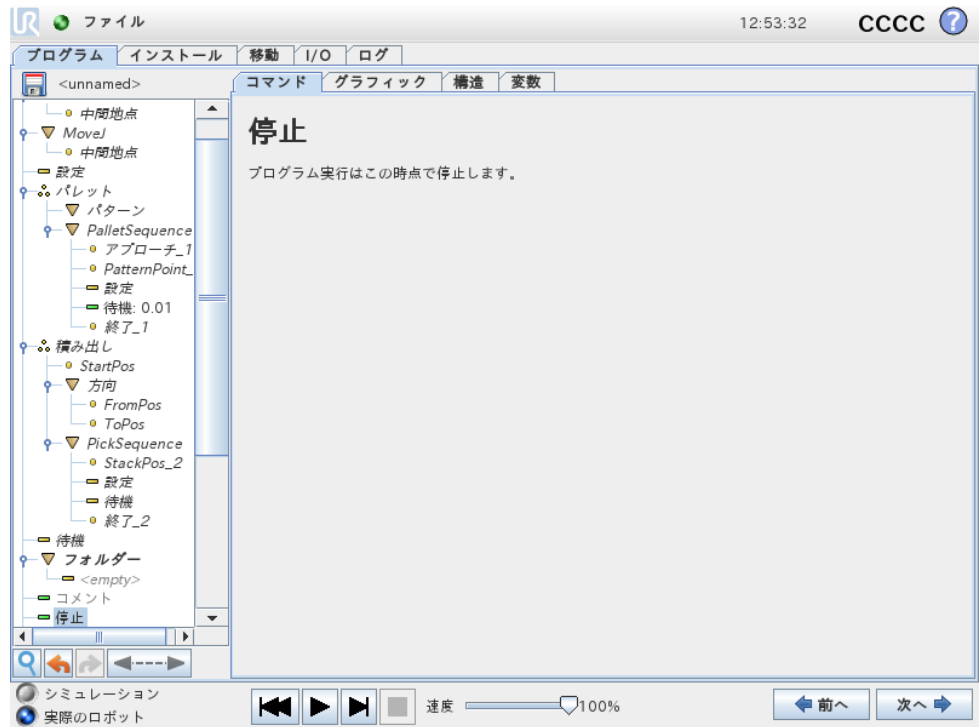 UR ファイル 12:53:32 CCCC ?
プログラム インストール 移動 I/O ログ
<unnamed>
コマンド グラフィック 構造 変数
中間地点
MoveJ
中間地点
設定
パレット
パターン
PalletSequence
アプローチ_1
PatternPoint_
設定
待機: 0.01
終了_1
積み出し
StartPos
方向
FromPos
ToPos
PickSequence
StackPos_2
設定
待機
終了_2
待機
フォルダー
<empty>
コメント
停止
停止
プログラム実行はこの時点で停止します。
シミュレーション
実際のロボット
速度 100%
前へ 次へ